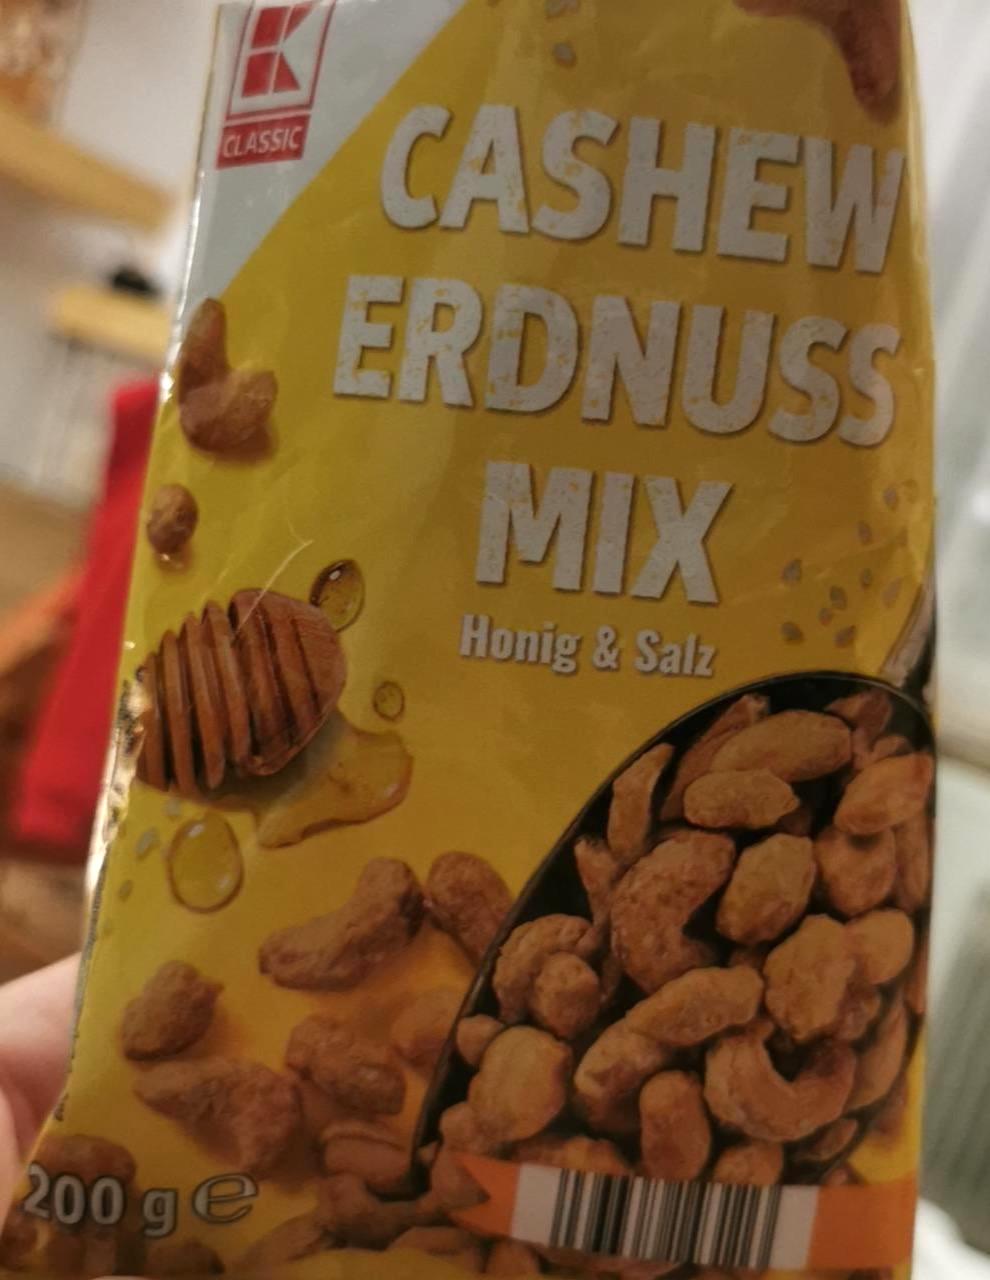 K
CLASSIC
CASHEW
ERDNUSS
MIX
Honig & Salz
200 g e